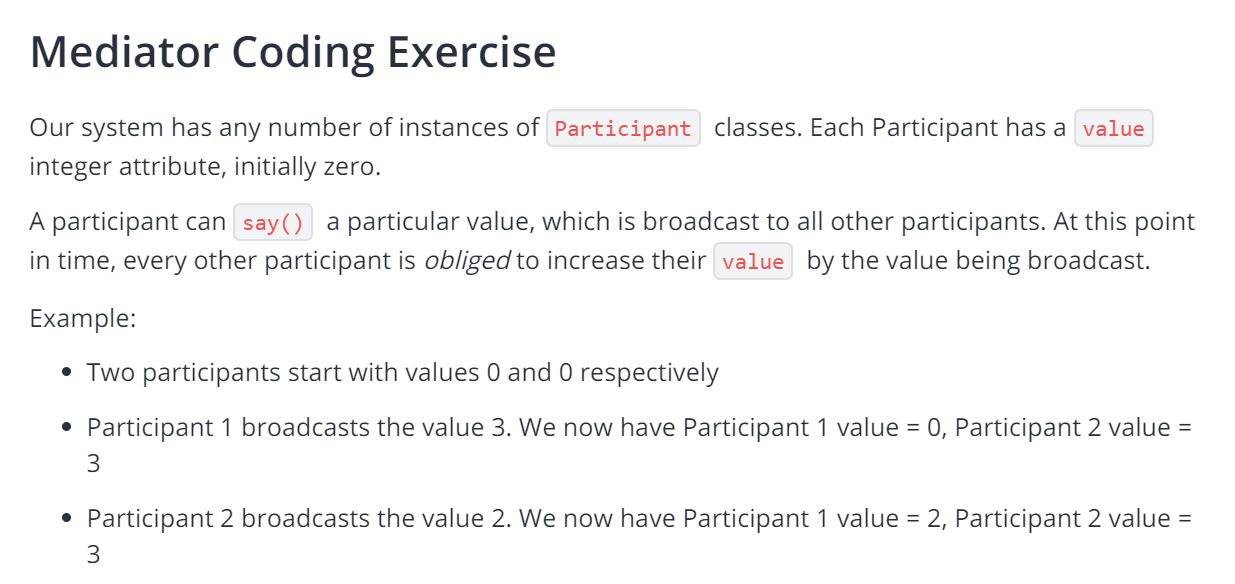 Mediator Coding Exercise
Our system has any number of instances of Participant classes. Each Participant has a value
integer attribute, initially zero.
A participant can say() a particular value, which is broadcast to all other participants. At this point
in time, every other participant is obliged to increase their value by the value being broadcast.
Example:
• Two participants start with values 0 and 0 respectively
• Participant 1 broadcasts the value 3. We now have Participant 1 value = 0, Participant 2 value =
3
• Participant 2 broadcasts the value 2. We now have Participant 1 value = 2, Participant 2 value =
3